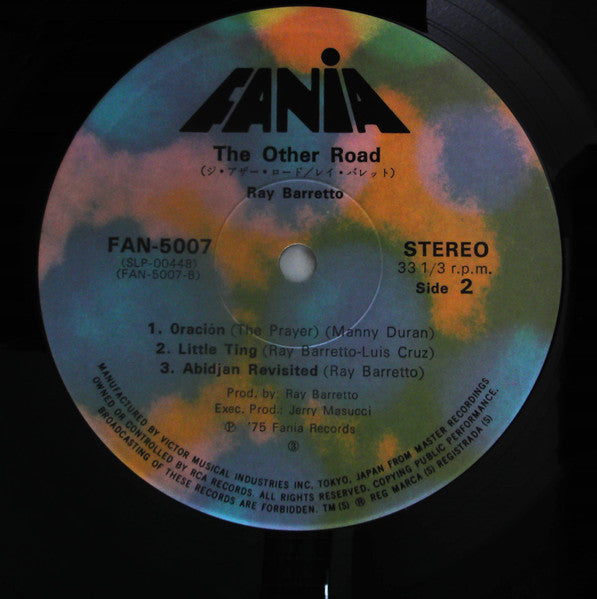 FANIA
The Other Road
(ジ・アザー・ロード/レイ・バレット)
Ray Barretto
FAN-5007
(SLP-00448)
(FAN-5007-B)
STEREO
33 1/3 r.p.m.
Side 2
1. Oración (The Prayer) (Manny Duran)
2. Little Ting (Ray Barretto-Luis Cruz)
3. Abidjan Revisited (Ray Barretto)
Prod. by: Ray Barretto
Exec. Prod.: Jerry Masucci
Ⓟ '75 Fania Records
Ⓢ
MANUFACTURED BY VICTOR MUSICAL INDUSTRIES INC. TOKYO, JAPAN FROM MASTER RECORDINGS
OWNED OR CONTROLLED BY RCA RECORDS. ALL RIGHTS RESERVED. COPYING PUBLIC PERFORMANCE.
BROADCASTING OF THESE RECORDS ARE FORBIDDEN. TM(S) ® REG MARCA (S) REGISTRADA (S)